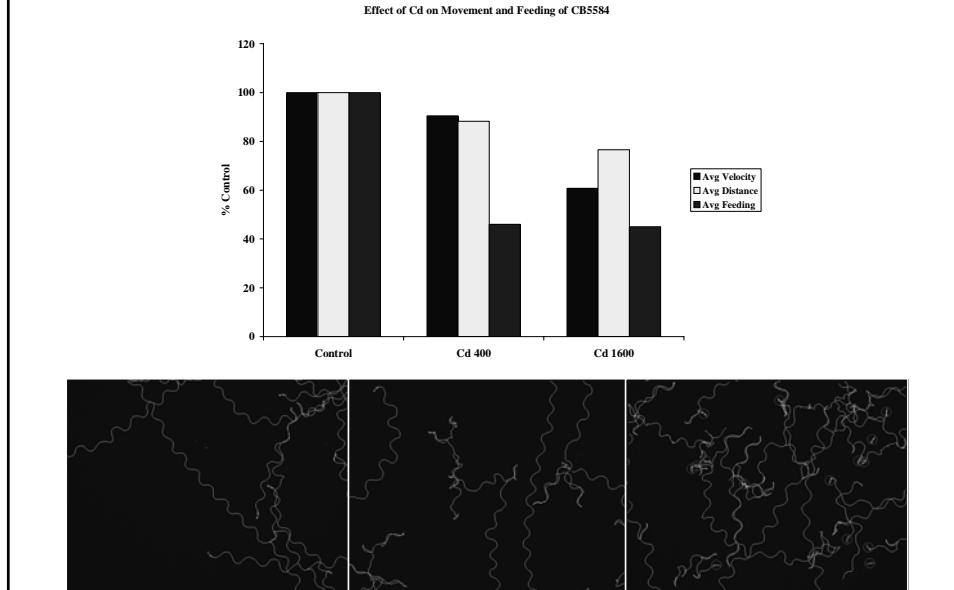 Effect of Cd on Movement and Feeding of CB5584
120
100
80
60
40
20
0
% Control
Control
Cd 400
Cd 1600
Avg Velocity
Avg Distance
Avg Feeding